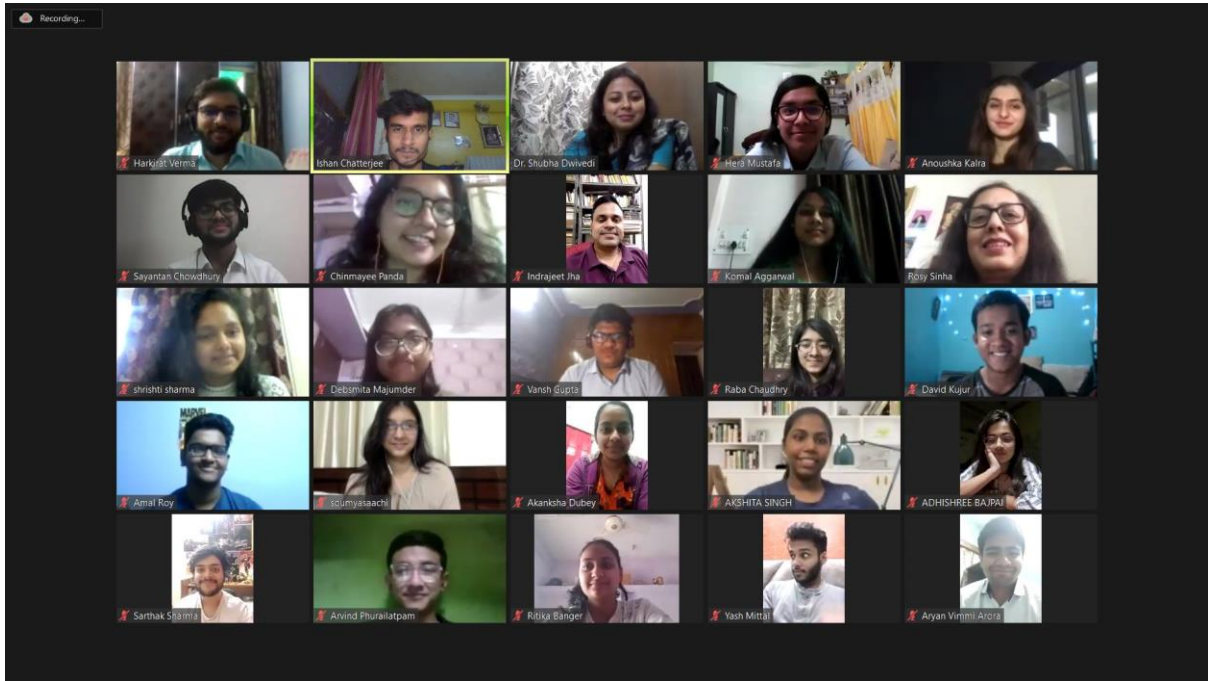 Recording...
Harkirat Verma
Ishan Chatterjee
Dr. Shubha Dwivedi
Hera Mustafa
Anoushka Kalra
Sayantan Chowdhury
Chinmayee Panda
Indrajeet Jha
Komal Aggarwal
Rosy Sinha
shrishti sharma
Debsmita Majumder
Vansh Gupta
Raba Chaudhry
David Kujur
MARVEL
Amal Roy
soumyasaachi
Akanksha Dubey
AKSHITA SINGH
ADHISHREE BAJPAI
Sarthak Sharma
Arvind Phurailatpam
Ritika Banger
Yash Mittal
Aryan Vimmi Arora